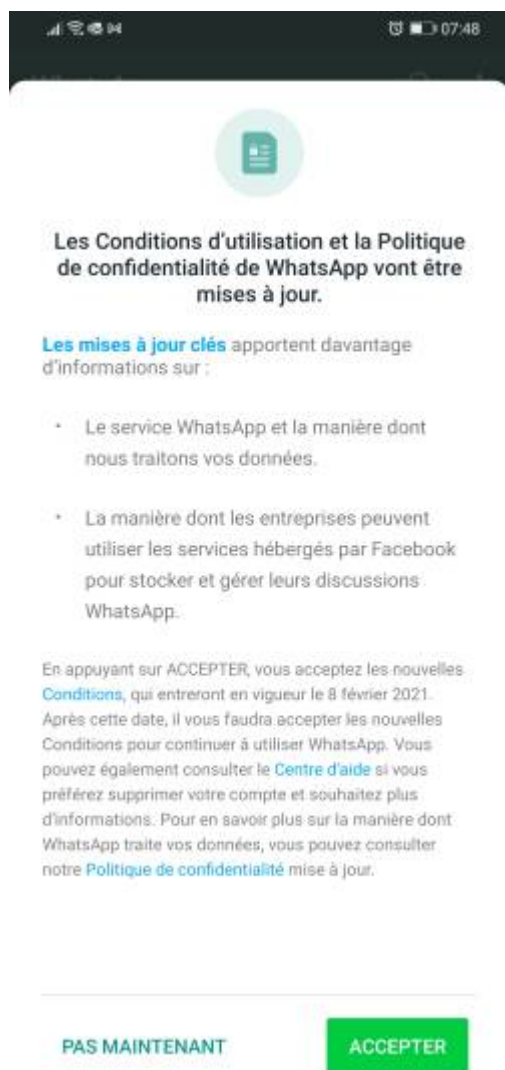 07:48
Les Conditions d'utilisation et la Politique
de confidentialité de WhatsApp vont être
mises à jour.
Les mises à jour clés apportent davantage
d'informations sur :
• Le service WhatsApp et la manière dont
nous traitons vos données.
• La manière dont les entreprises peuvent
utiliser les services hébergés par Facebook
pour stocker et gérer leurs discussions
WhatsApp.
En appuyant sur ACCEPTER, vous acceptez les nouvelles
Conditions, qui entreront en vigueur le 8 février 2021.
Après cette date, il vous faudra accepter les nouvelles
Conditions pour continuer à utiliser WhatsApp. Vous
pouvez également consulter le Centre d'aide si vous
préférez supprimer votre compte et souhaitez plus
d'informations. Pour en savoir plus sur la manière dont
WhatsApp traite vos données, vous pouvez consulter
notre Politique de confidentialité mise à jour.
PAS MAINTENANT
ACCEPTER